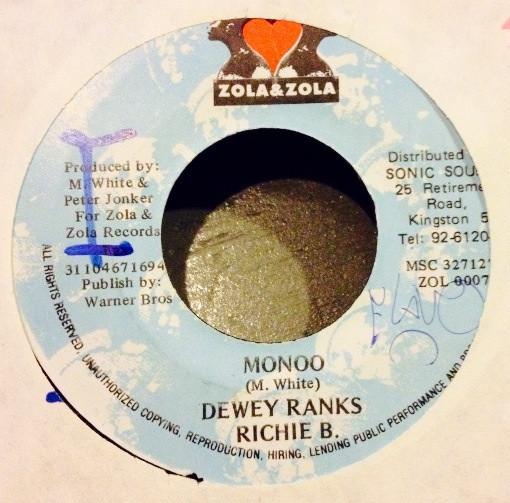 ZOLA&ZOLA
Produced by:
M. White &
Peter Jonker
For Zola &
Zola Records
31104671694
Publish by:
Warner Bros
Distributed
SONIC SOU
25 Retireme
Road,
Kingston 5
Tel: 92-6120
MSC 32712
ZOL 0007
MONOO
(M. White)
DEWEY RANKS
RICHIE B.
ALL RIGHTS RESERVED. UNAUTHORIZED COPYING, REPRODUCTION, HIRING, LENDING PUBLIC PERFORMANCE AND